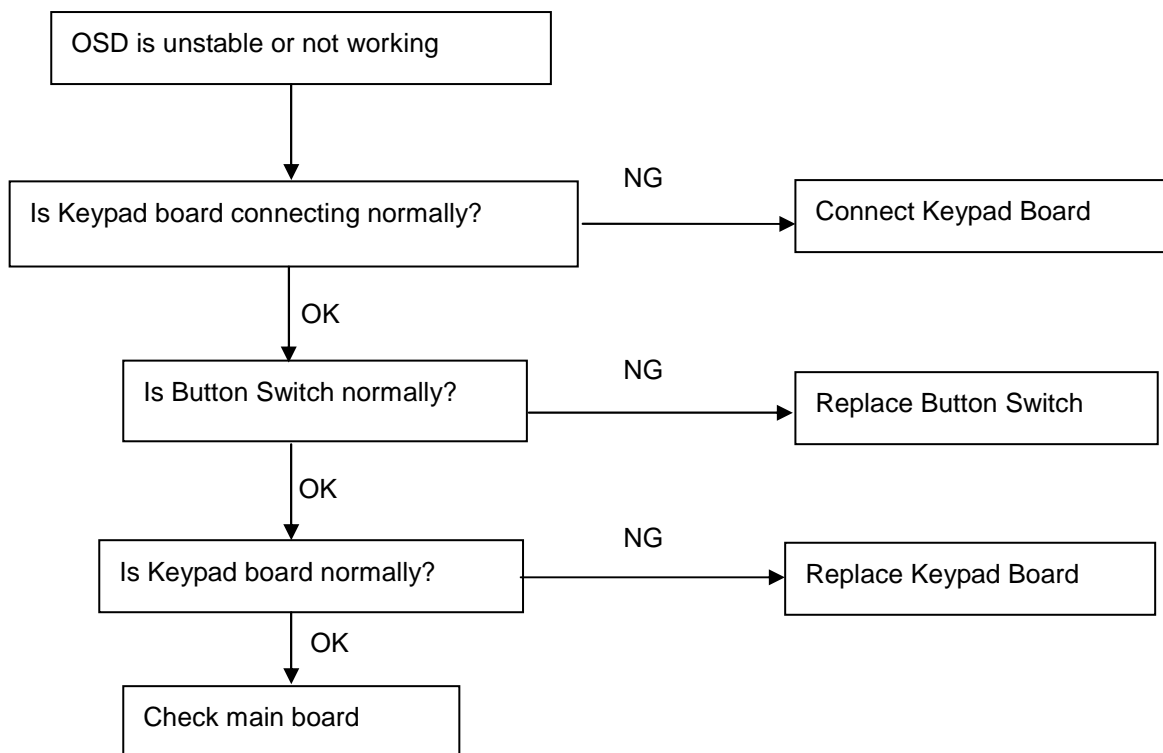 OSD is unstable or not working
Is Keypad board connecting normally?
NG
Connect Keypad Board
OK
Is Button Switch normally?
NG
Replace Button Switch
OK
Is Keypad board normally?
NG
Replace Keypad Board
OK
Check main board